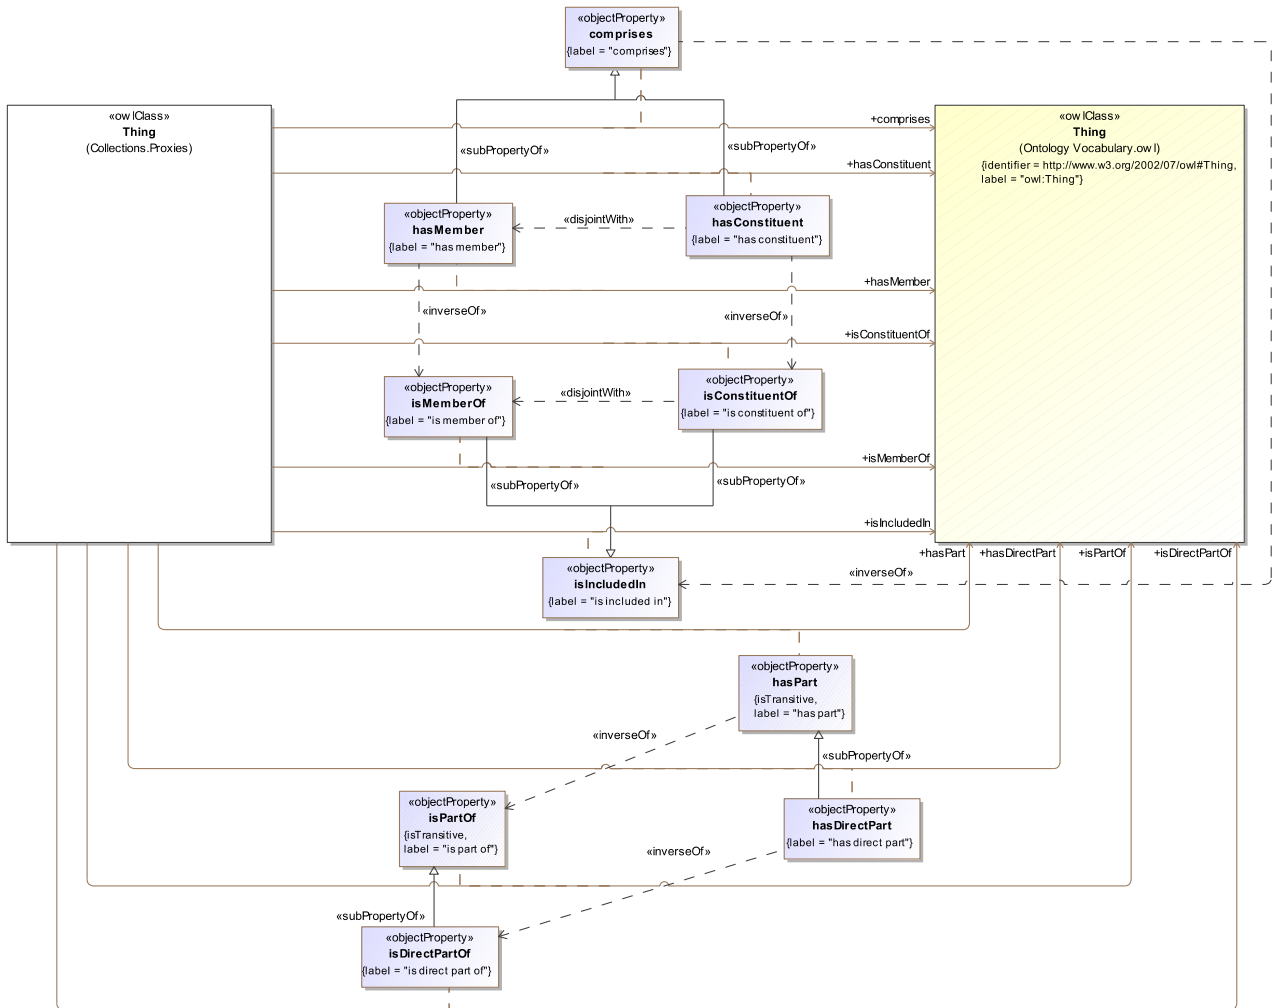 «objectProperty»
comprises
{label = "comprises"}
«owlClass»
Thing
(Collections.Proxies)
«owlClass»
Thing
(Ontology Vocabulary.owl)
{identifier = http://www.w3.org/2002/07/owl#Thing,
label = "owl:Thing"}
+comprises
«subPropertyOf»
«subPropertyOf»
+hasConstituent
«objectProperty»
hasMember
{label = "has member"}
«disjointWith»
«objectProperty»
hasConstituent
{label = "has constituent"}
+hasMember
«inverseOf»
«inverseOf»
+isConstituentOf
«objectProperty»
isMemberOf
{label = "is member of"}
«disjointWith»
«objectProperty»
isConstituentOf
{label = "is constituent of"}
+isMemberOf
«subPropertyOf»
«subPropertyOf»
+isIncludedIn
+hasPart
+hasDirectPart
+isPartOf
+isDirectPartOf
«objectProperty»
isIncludedIn
{label = "is included in"}
«inverseOf»
«objectProperty»
hasPart
{isTransitive,
label = "has part"}
«inverseOf»
«subPropertyOf»
«objectProperty»
isPartOf
{isTransitive,
label = "is part of"}
«objectProperty»
hasDirectPart
{label = "has direct part"}
«inverseOf»
«subPropertyOf»
«objectProperty»
isDirectPartOf
{label = "is direct part of"}